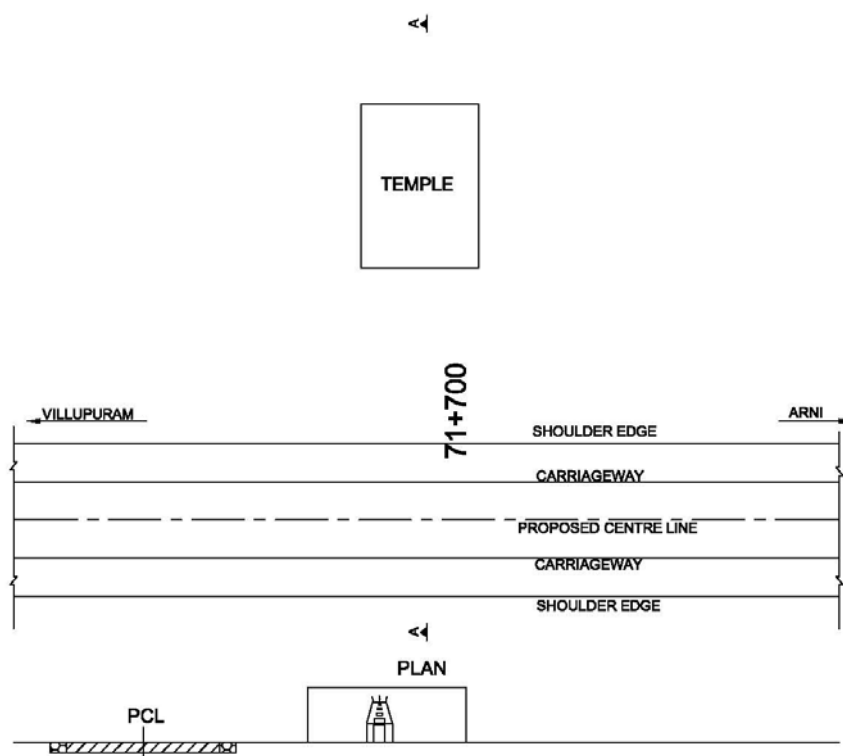 A
TEMPLE
71+700
VILLUPURAM
ARNI
SHOULDER EDGE
CARRIAGEWAY
PROPOSED CENTRE LINE
CARRIAGEWAY
SHOULDER EDGE
A
PLAN
PCL